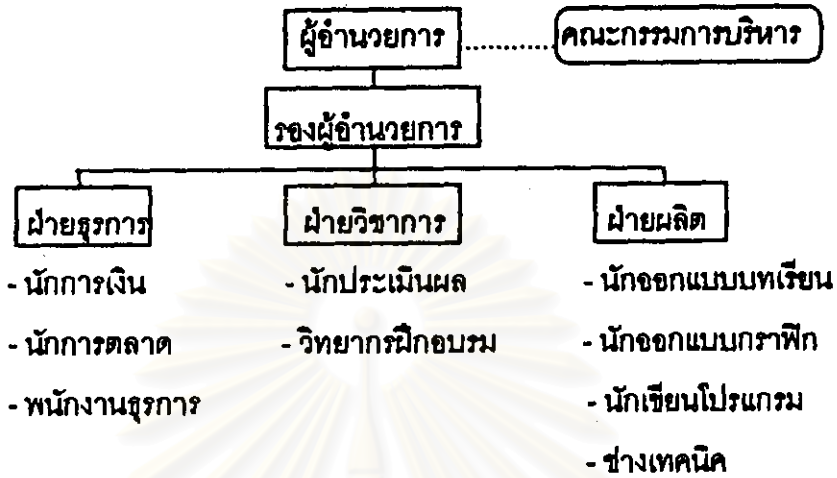 ผู้อำนวยการ ............ คณะกรรมการบริหาร
รองผู้อำนวยการ
ฝ่ายธุรการ
- นักการเงิน
- นักการตลาด
- พนักงานธุรการ
ฝ่ายวิชาการ
- นักประเมินผล
- วิทยากรฝึกอบรม
ฝ่ายผลิต
- นักออกแบบบทเรียน
- นักออกแบบกราฟิก
- นักเขียนโปรแกรม
- ช่างเทคนิค